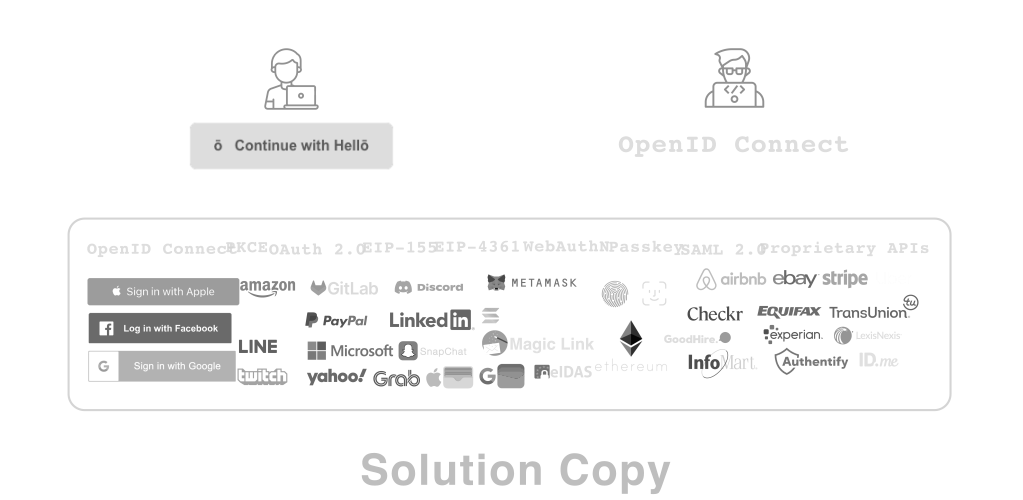 ō Continue with Hellō
OpenID Connect
OpenID Connect PKCE OAuth 2.0 EIP-155 EIP-4361 WebAuthN Passkey SAML 2.0 Proprietary APIs
Sign in with Apple
amazon
GitLab
Discord
METAMASK
airbnb
ebay
stripe
Log in with Facebook
PayPal
Linked in
Checkr
EQUIFAX
TransUnion
tu
LINE
Microsoft
SnapChat
Magic Link
GoodHire
experian.
LexisNexis
G Sign in with Google
twitch
yahoo!
Grab
G
eIDAS
ethereum
InfoMart
Authentify
ID.me
Solution Copy